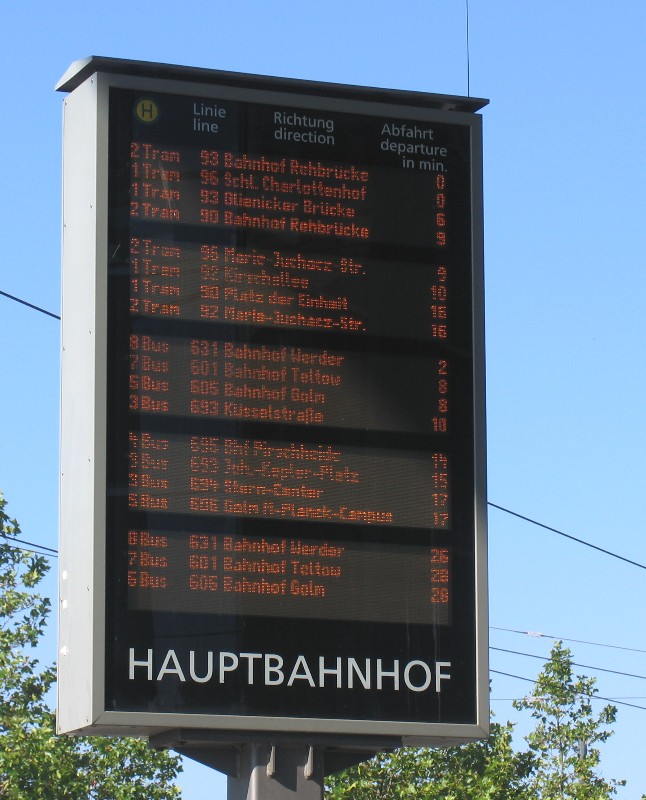 H Linie Richtung Abfahrt
line direction departure
in min.
2 Tram 93 Bahnhof Rehbrücke 0
1 Tram 96 Schl. Charlottenhof 0
1 Tram 93 Glienicker Brücke 6
2 Tram 90 Bahnhof Rehbrücke 9
2 Tram 96 Marie-Juchacz-Str. 9
1 Tram 92 Kirschallee 10
1 Tram 90 Platz der Einheit 16
2 Tram 92 Marie-Juchacz-Str. 16
8 Bus 631 Bahnhof Werder 2
7 Bus 601 Bahnhof Teltow 8
6 Bus 605 Bahnhof Golm 8
3 Bus 693 Küsselstraße 10
4 Bus 695 Bhf Pirschheide 14
3 Bus 693 Joh.-Kepler-Platz 15
3 Bus 694 Stern-Center 17
6 Bus 606 Golm M-Planck-Campus 17
8 Bus 631 Bahnhof Werder 26
7 Bus 601 Bahnhof Teltow 28
6 Bus 605 Bahnhof Golm 28
HAUPTBAHNHOF